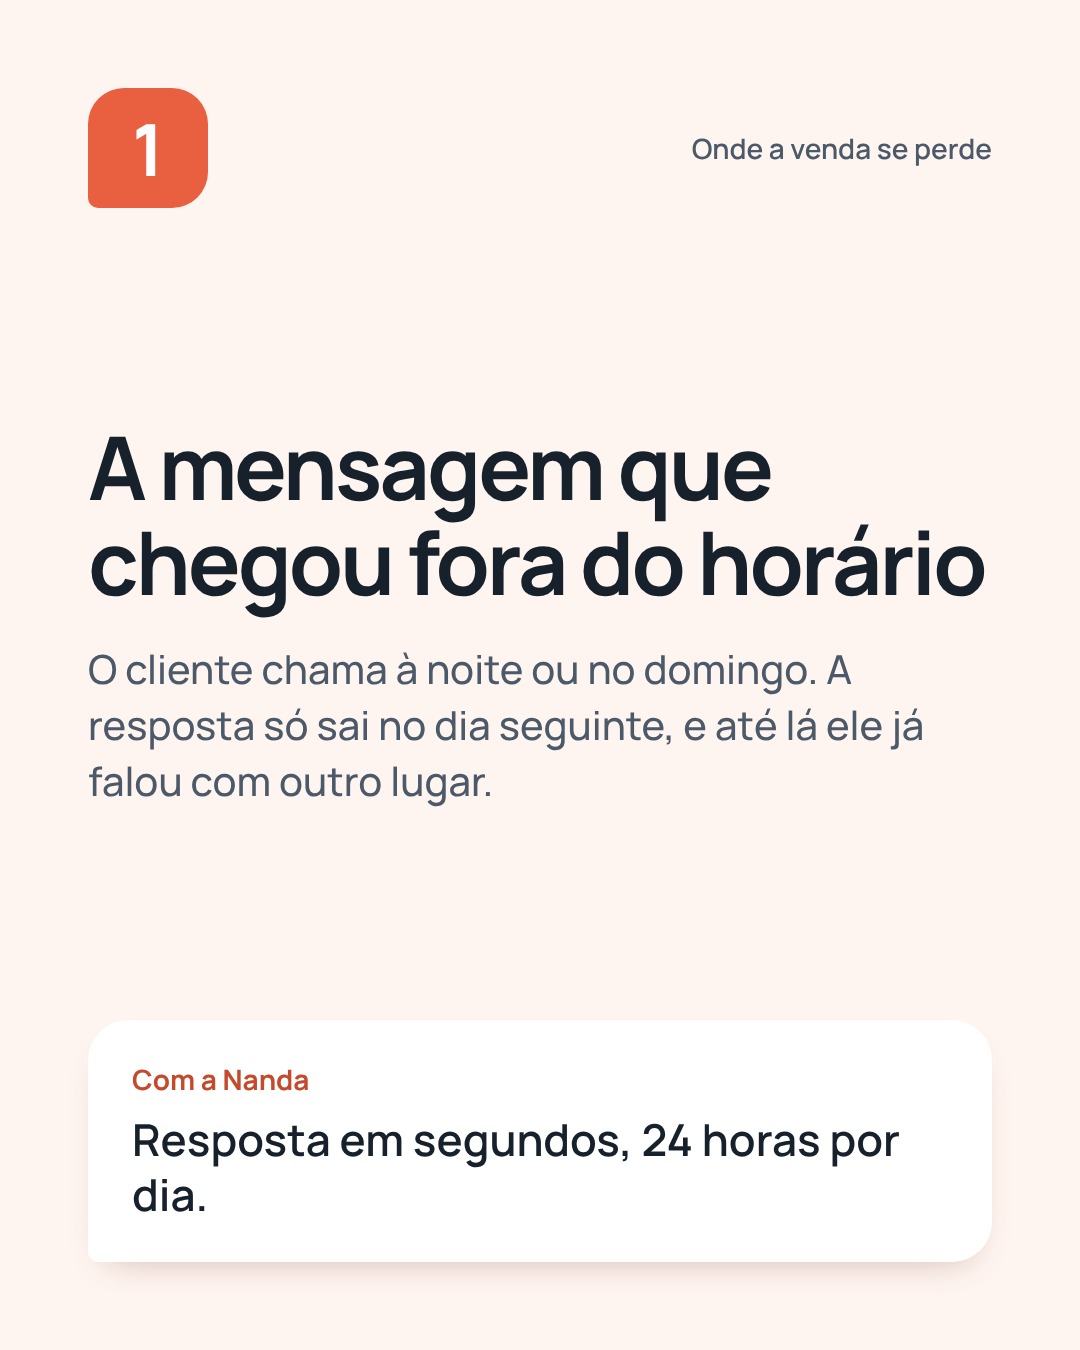 1
Onde a venda se perde
A mensagem que
chegou fora do horário
O cliente chama à noite ou no domingo. A
resposta só sai no dia seguinte, e até lá ele já
falou com outro lugar.
Com a Nanda
Resposta em segundos, 24 horas por
dia.